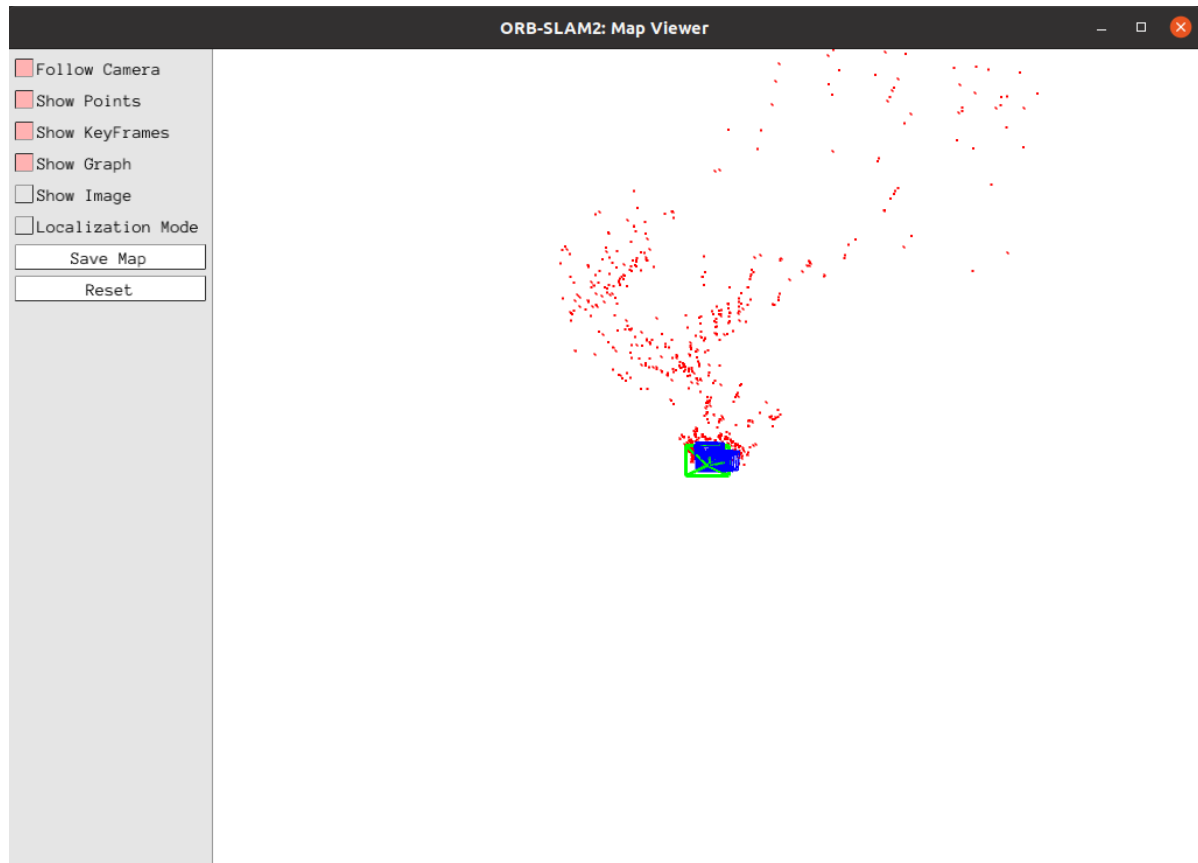 ORB-SLAM2: Map Viewer
Follow Camera
Show Points
Show KeyFrames
Show Graph
Show Image
Localization Mode
Save Map
Reset